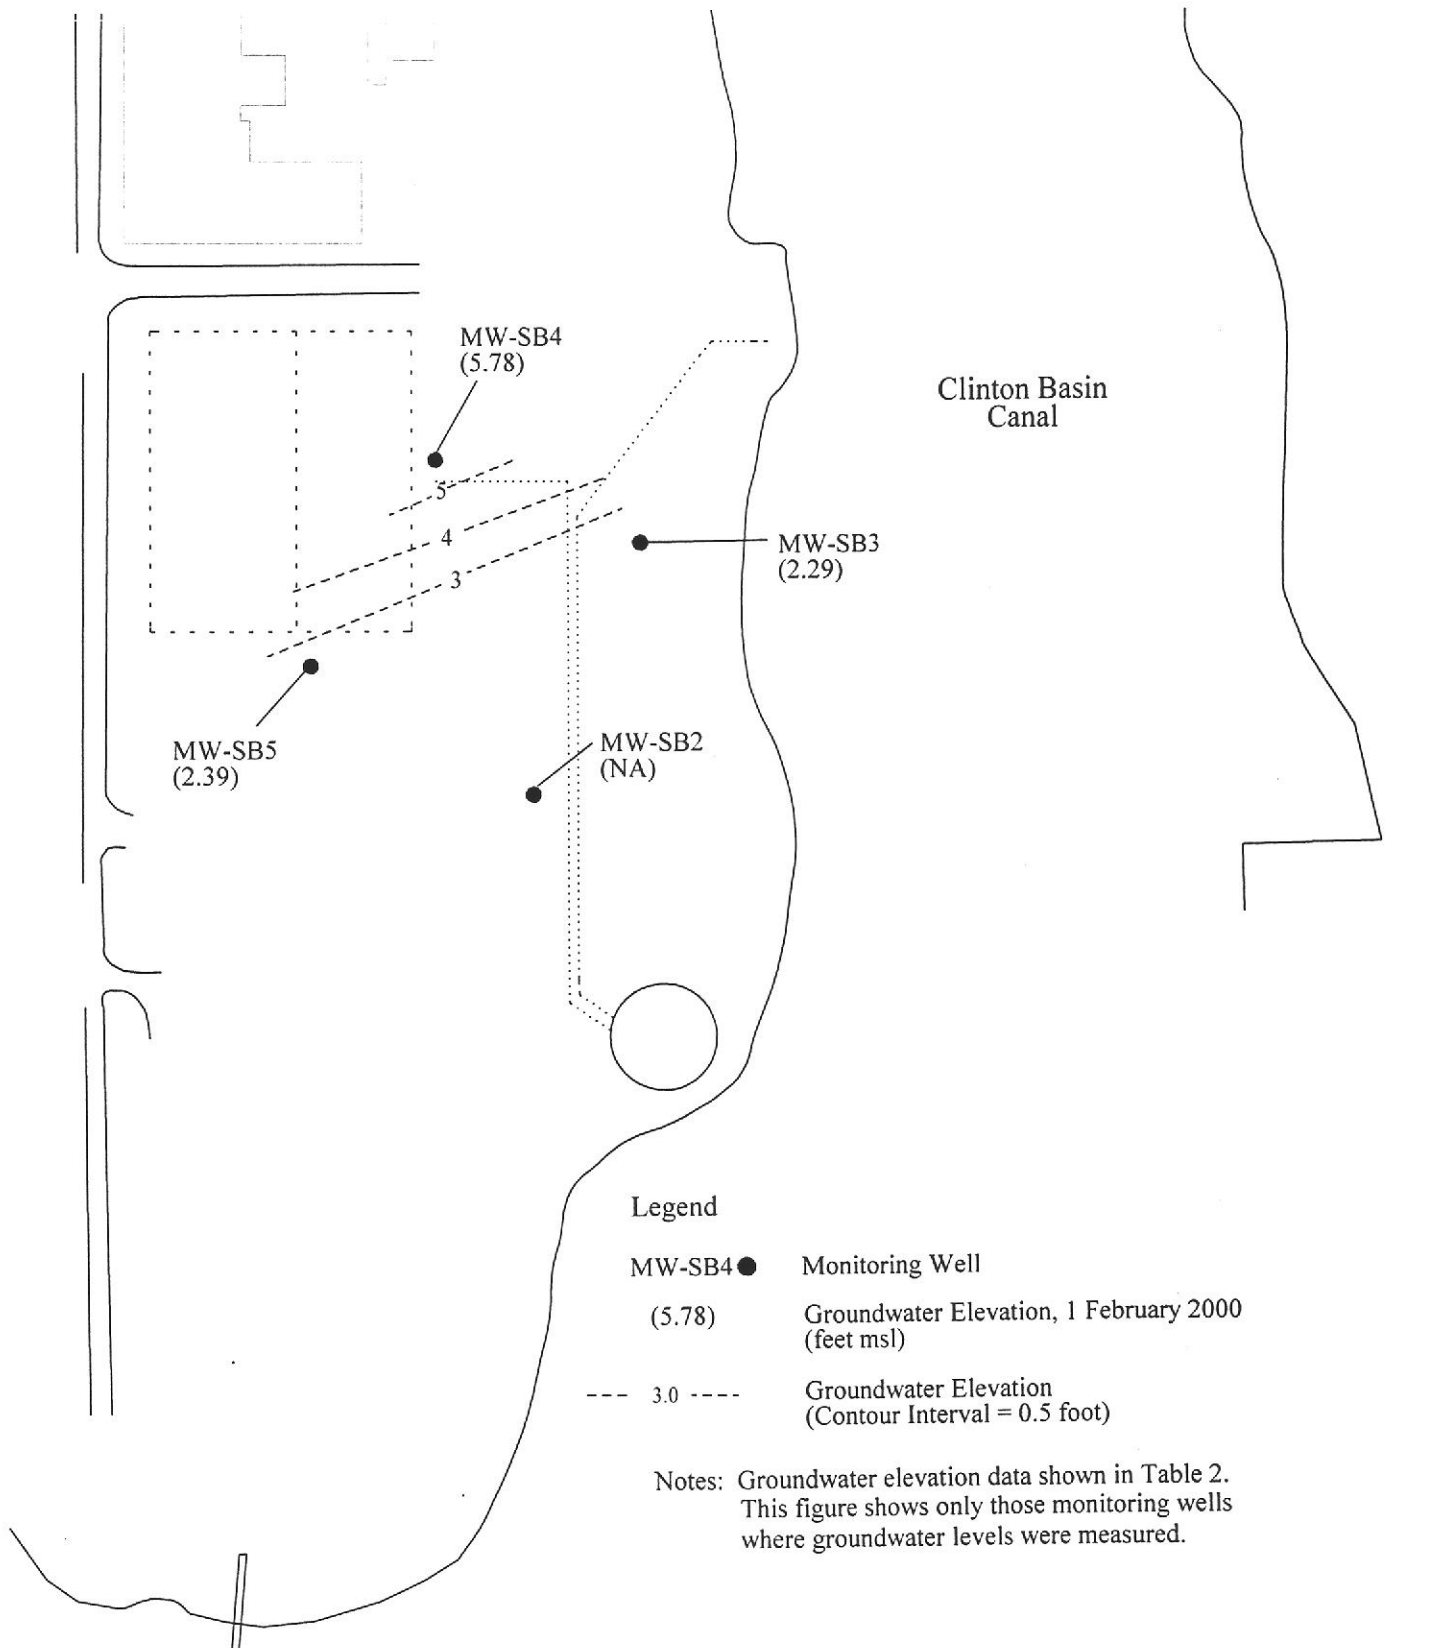 MW-SB4
(5.78)
Clinton Basin
Canal
5
4
3
MW-SB3
(2.29)
MW-SB5
(2.39)
MW-SB2
(NA)
Legend
MW-SB4 Monitoring Well
(5.78) Groundwater Elevation, 1 February 2000
(feet msl)
--- 3.0 ---- Groundwater Elevation
(Contour Interval = 0.5 foot)
Notes: Groundwater elevation data shown in Table 2.
This figure shows only those monitoring wells
where groundwater levels were measured.